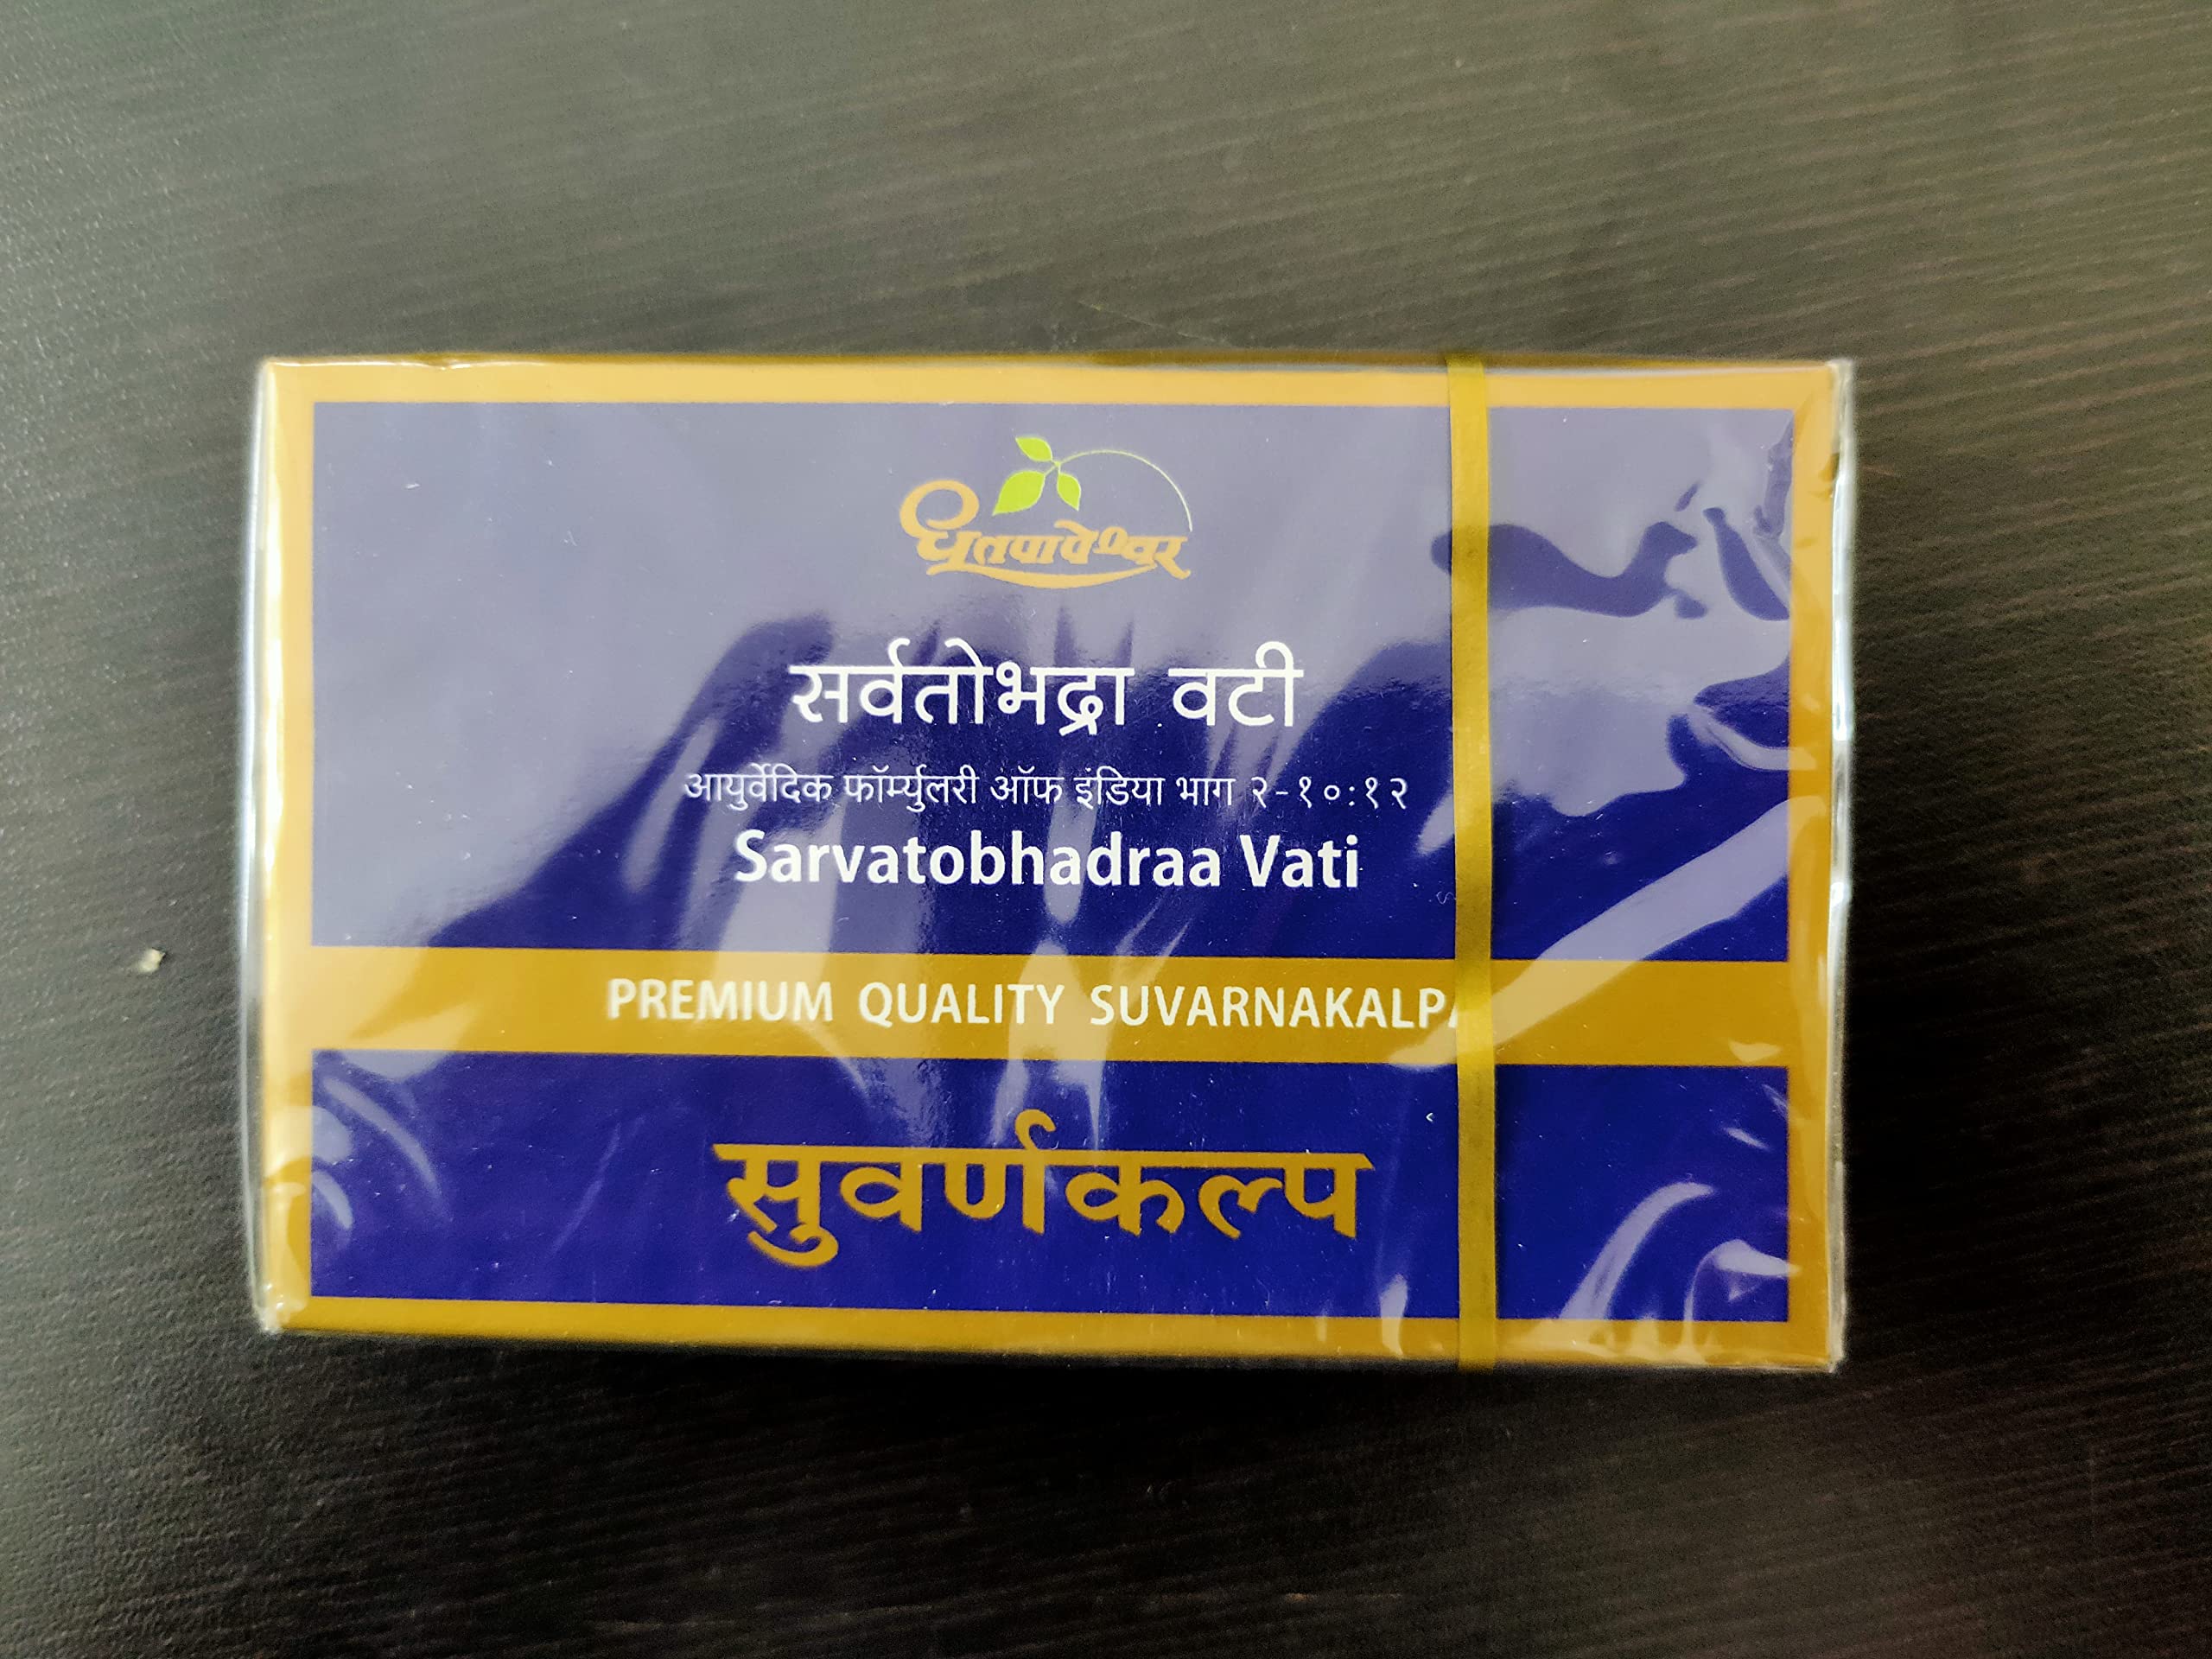 धूतपापेश्वर
सर्वतोभद्रा वटी
आयुर्वेदिक फॉर्म्युलरी ऑफ इंडिया भाग २-१०:१२
Sarvatobhadraa Vati
PREMIUM QUALITY SUVARNAKALPA
सुवर्णकल्प